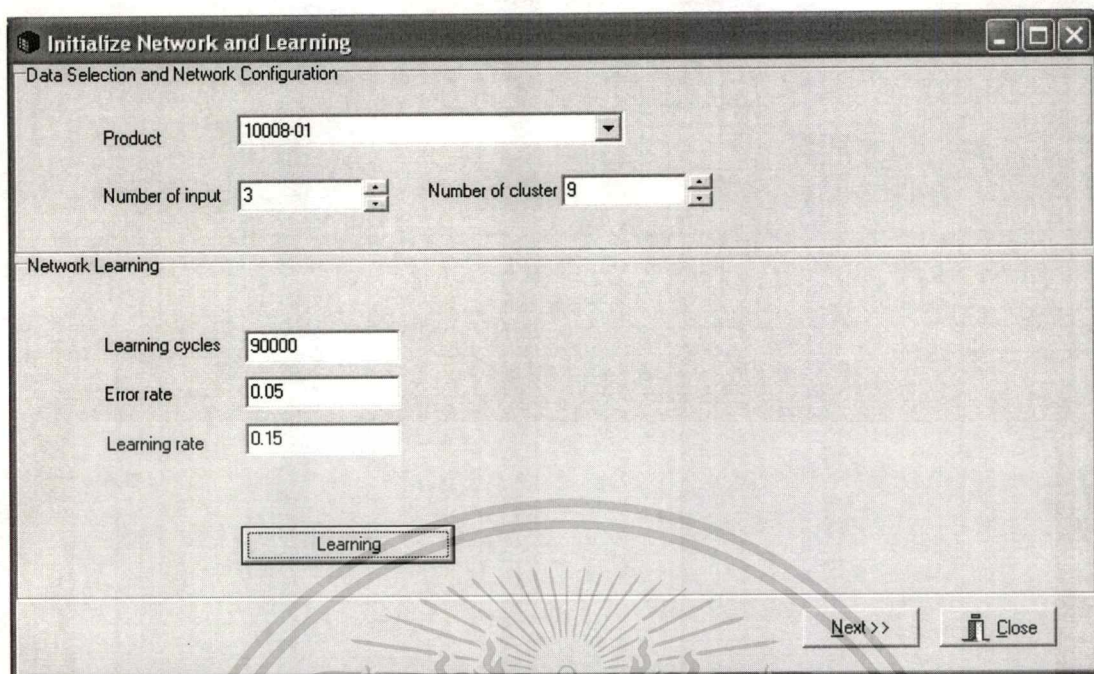 Initialize Network and Learning
Data Selection and Network Configuration
Product 10008-01
Number of input 3 Number of cluster 9
Network Learning
Learning cycles 90000
Error rate 0.05
Learning rate 0.15
Learning
Next >> Close